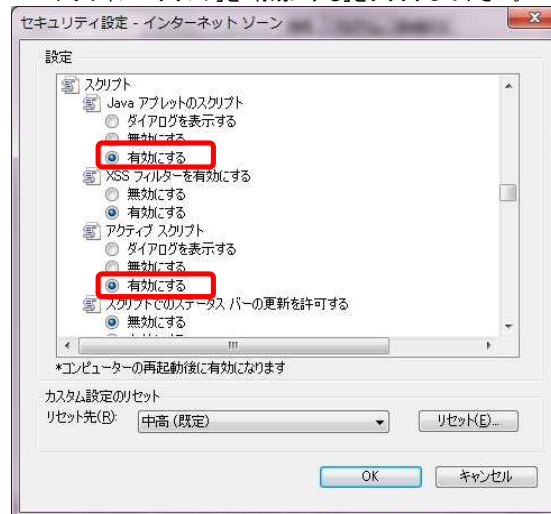 セキュリティ設定 - インターネット ゾーン
設定
スクリプト
Java アプレットのスクリプト
ダイアログを表示する
無効にする
有効にする
XSS フィルターを有効にする
無効にする
有効にする
アクティブ スクリプト
ダイアログを表示する
無効にする
有効にする
スクリプトでのステータス バーの更新を許可する
無効にする
*コンピューターの再起動後に有効になります
カスタム設定のリセット
リセット先(R):
中高 (既定)
リセット(E)...
OK
キャンセル